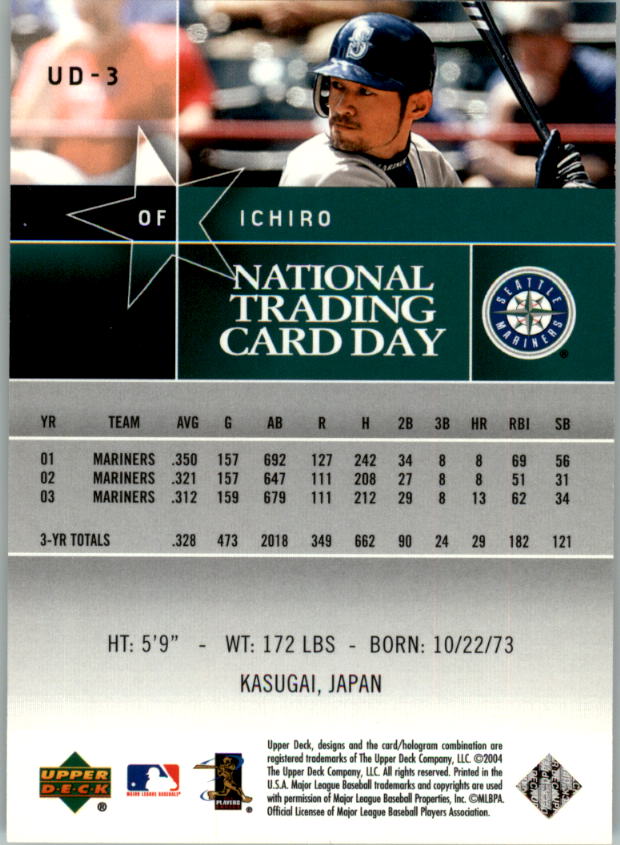 UD-3
OF ICHIRO
NATIONAL
TRADING
CARD DAY
SEATTLE
MARINERS
®
YR TEAM AVG G AB R H 2B 3B HR RBI SB
01 MARINERS .350 157 692 127 242 34 8 8 69 56
02 MARINERS .321 157 647 111 208 27 8 8 51 31
03 MARINERS .312 159 679 111 212 29 8 13 62 34
3-YR TOTALS .328 473 2018 349 662 90 24 29 182 121
HT: 5'9" - WT: 172 LBS - BORN: 10/22/73
KASUGAI, JAPAN
Upper Deck, designs and the card/hologram combination are
registered trademarks of The Upper Deck Company, LLC. ©2004
The Upper Deck Company, LLC. All rights reserved. Printed in the
U.S.A. Major League Baseball trademarks and copyrights are used
with permission of Major League Baseball Properties, Inc. ©MLBPA.
Official Licensee of Major League Baseball Players Association.
UPPER
DECK
®
MAJOR LEAGUE BASEBALL
PLAYERS